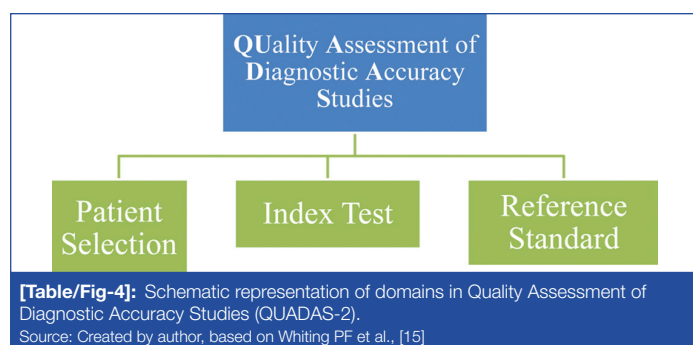 QUality Assessment of
Diagnostic Accuracy
Studies
Patient
Selection
Index Test
Reference
Standard
[Table/Fig-4]: Schematic representation of domains in Quality Assessment of
Diagnostic Accuracy Studies (QUADAS-2).
Source: Created by author, based on Whiting PF et al., [15]